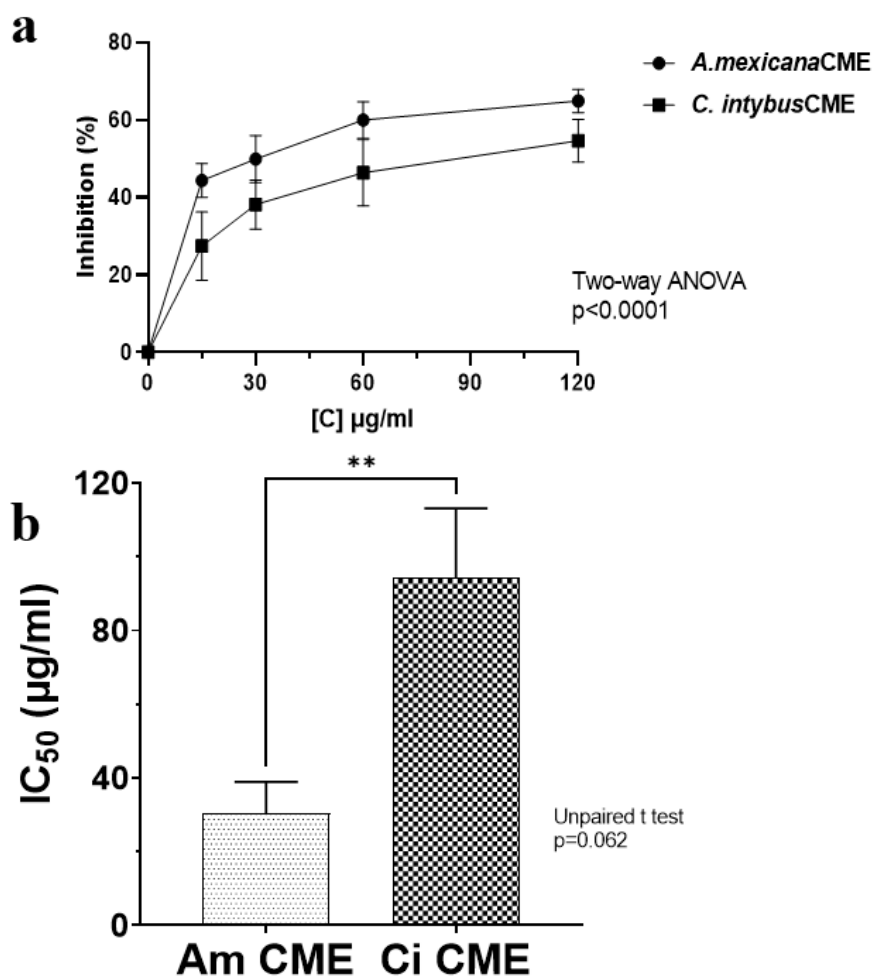 a
80
60
40
20
0
Inhibition (%)
0 30 60 90 120
[C] µg/ml
A.mexicanaCME
C. intybusCME
Two-way ANOVA
p<0.0001
b
**
120
80
40
0
IC50 (µg/ml)
Am CME Ci CME
Unpaired t test
p=0.062